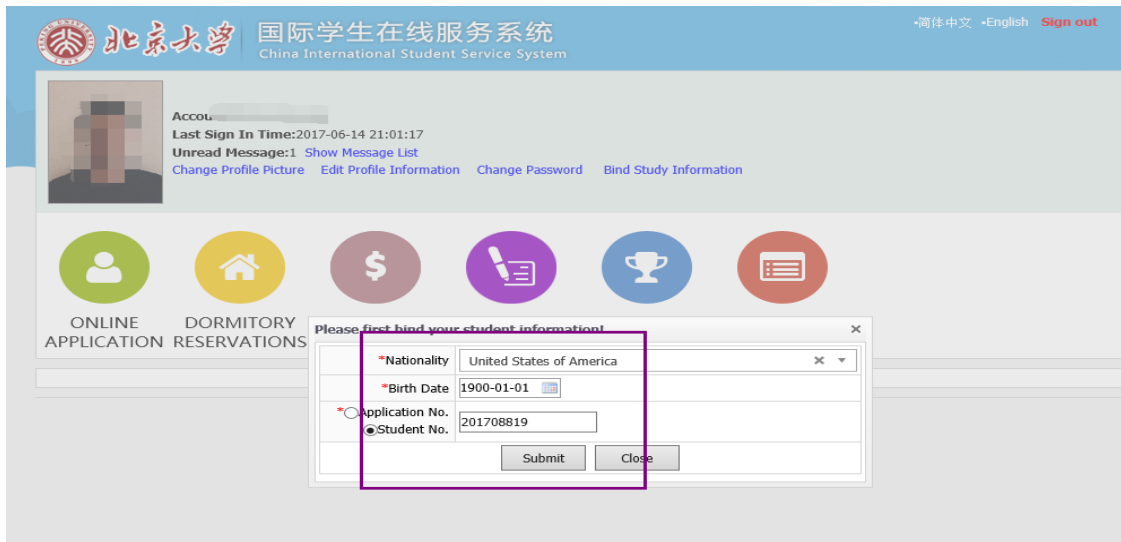 北京大学 国际学生在线服务系统
China International Student Service System
•简体中文 •English Sign out
Last Sign In Time:2017-06-14 21:01:17
Unread Message:1 Show Message List
Change Profile Picture Edit Profile Information Change Password Bind Study Information
ONLINE APPLICATION
DORMITORY RESERVATIONS
Please first bind your student information! ×
*Nationality United States of America × ▼
*Birth Date 1900-01-01
*Application No.
Student No. 201708819
Submit Close